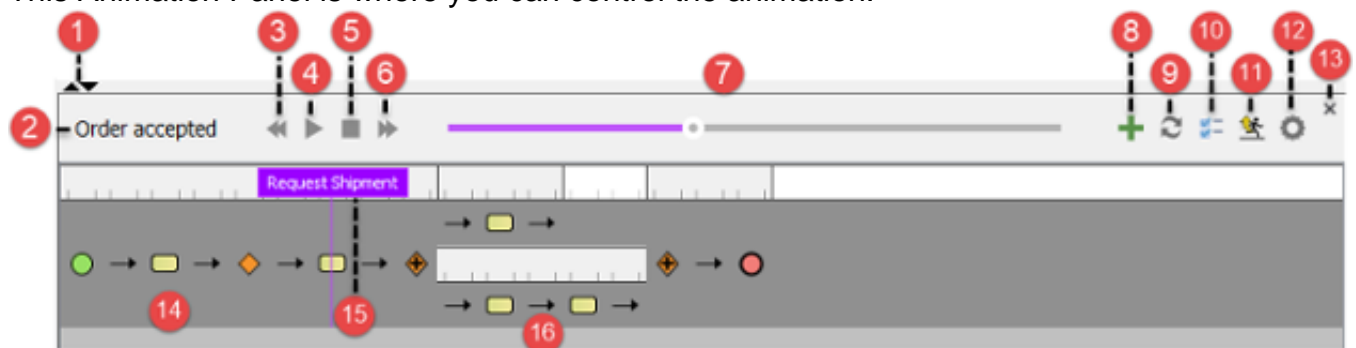 This Animation Panel is where you can control the animation.
1 3 5 8 10 12
4 6 7 9 11 13
2 Order accepted
Request Shipment
14 15 16